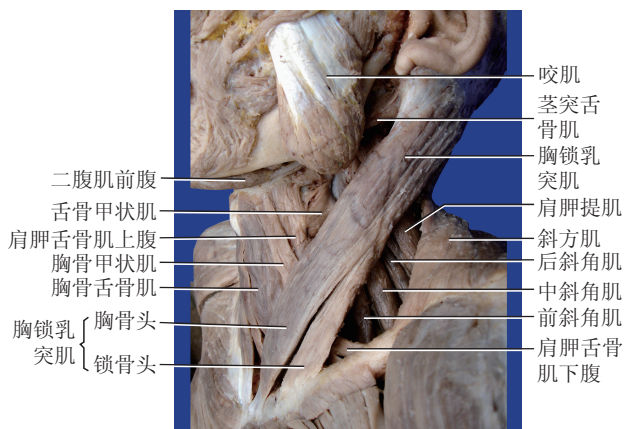 二腹肌前腹
舌骨甲状肌
肩胛舌骨肌上腹
胸骨甲状肌
胸骨舌骨肌
胸锁乳
突肌
胸骨头
锁骨头
咬肌
茎突舌
骨肌
胸锁乳
突肌
肩胛提肌
斜方肌
后斜角肌
中斜角肌
前斜角肌
肩胛舌骨
肌下腹